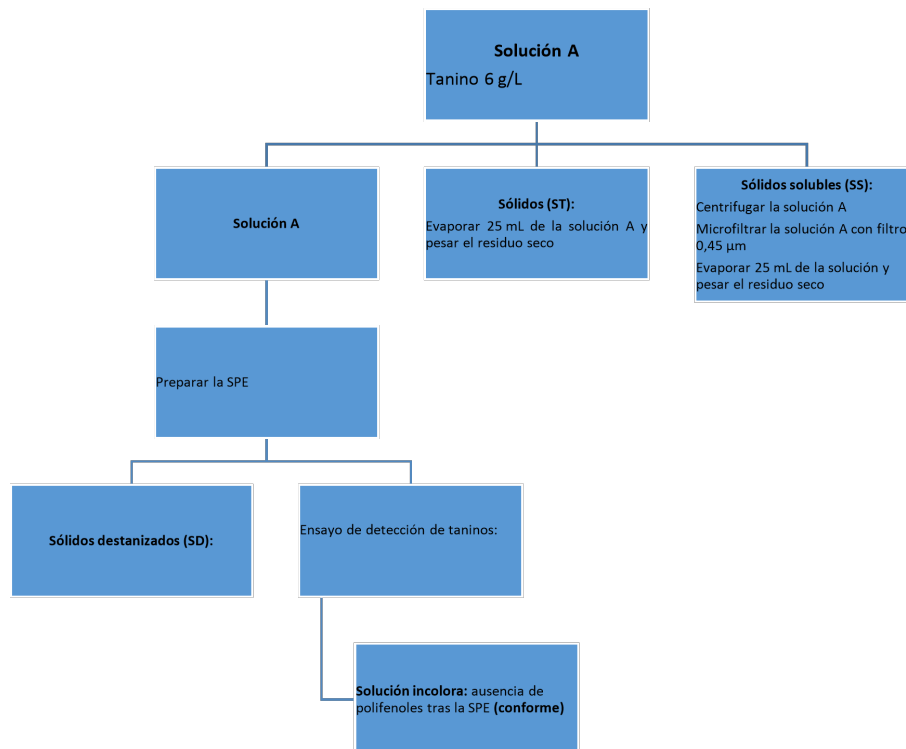 Solución A
Tanino 6 g/L
Solución A
Sólidos (ST):
Evaporar 25 mL de la solución A y
pesar el residuo seco
Sólidos solubles (SS):
Centrifugar la solución A
Microfiltrar la solución A con filtro
0,45 µm
Evaporar 25 mL de la solución y
pesar el residuo seco
Preparar la SPE
Sólidos destanizados (SD):
Ensayo de detección de taninos:
Solución incolora: ausencia de
polifenoles tras la SPE (conforme)